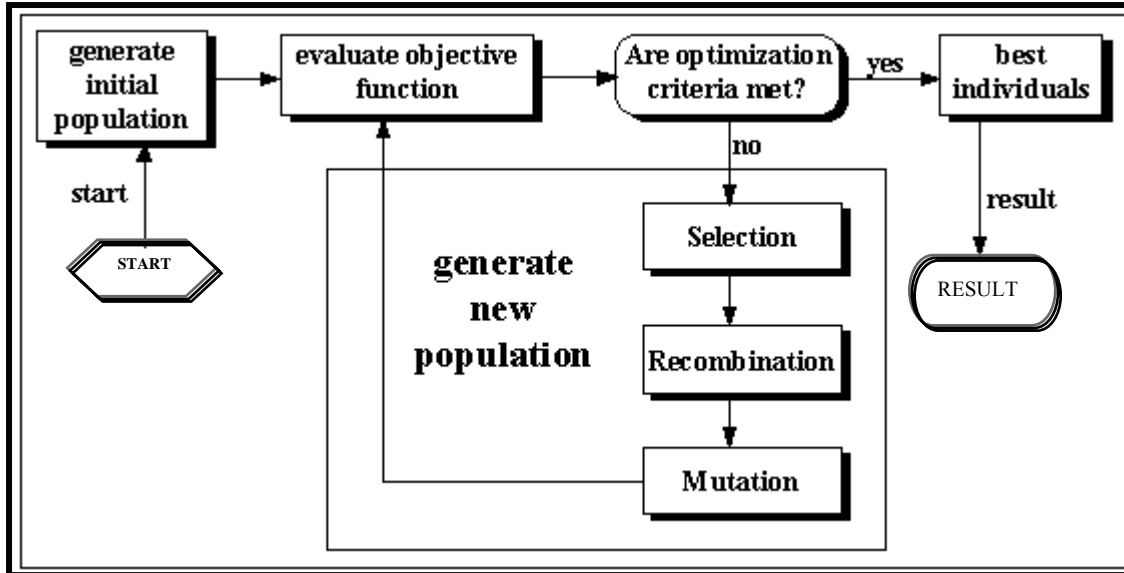 generate
initial
population
evaluate objective
function
Are optimization
criteria met?
yes
best
individuals
no
start
result
START
Selection
RESULT
generate
new
population
Recombination
Mutation